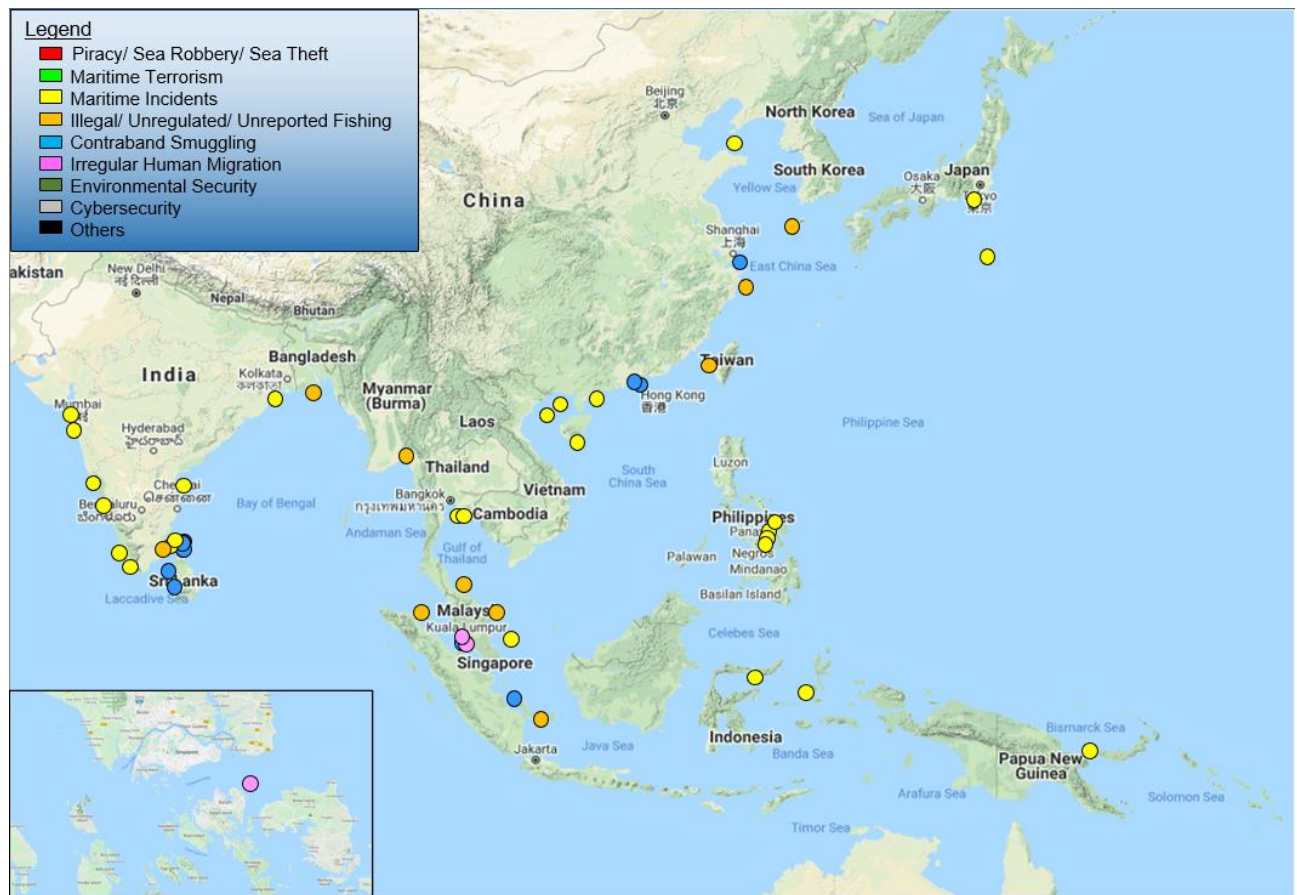 Legend
Piracy/ Sea Robbery/ Sea Theft
Maritime Terrorism
Maritime Incidents
Illegal/ Unregulated/ Unreported Fishing
Contraband Smuggling
Irregular Human Migration
Environmental Security
Cybersecurity
Others
Beijing
北京
North Korea
Sea of Japan
South Korea
Japan
Osaka
大阪
東京
Yellow Sea
China
Shanghai
上海
East China Sea
akistan
New Delhi
नई दिल्ली
Nepal
Bhutan
Bangladesh
India
Kolkata
Myanmar
(Burma)
Taiwan
Hong Kong
香港
Mumbai
Hyderabad
Laos
Philippine Sea
Thailand
Luzon
South
China Sea
Vietnam
Bay of Bengal
Bangkok
กรุงเทพมหานคร
Cambodia
Philippines
Andaman Sea
Gulf of
Thailand
Palawan
Negros
Mindanao
Basilan Island
Sri Lanka
Laccadive Sea
Kuala Lumpur
Celebes Sea
Singapore
Indonesia
Bismarck Sea
Jakarta
Java Sea
Banda Sea
Papua New
Guinea
Arafura Sea
Solomon Sea
Timor Sea